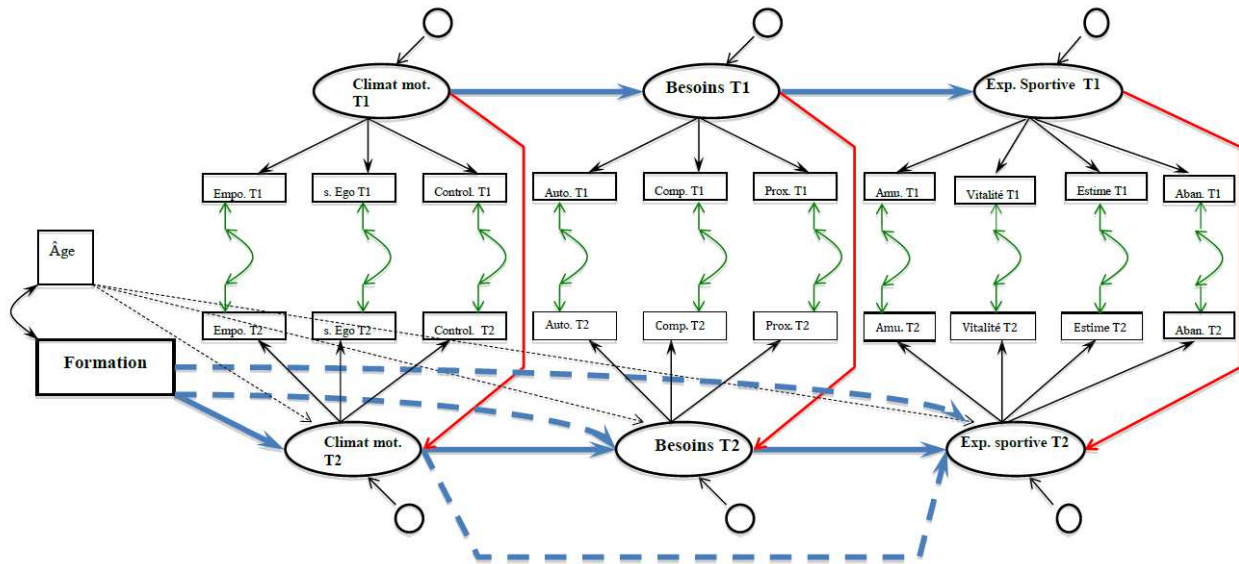 Climat mot.
T1
Besoins T1
Exp. Sportive T1
Empo. T1
s. Ego T1
Control. T1
Auto. T1
Comp. T1
Prox. T1
Amu. T1
Vitalité T1
Estime T1
Aban. T1
Âge
Empo. T2
s. Ego T2
Control. T2
Auto. T2
Comp. T2
Prox. T2
Amu. T2
Vitalité T2
Estime T2
Aban. T2
Formation
Climat mot.
T2
Besoins T2
Exp. sportive T2